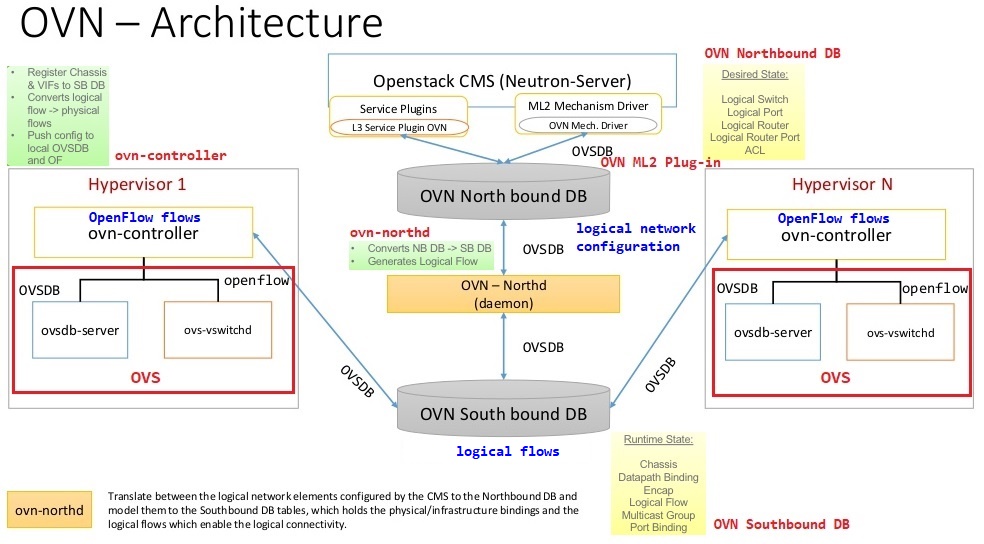 OVN – Architecture
• Register Chassis
& VIFs to SB DB
• Converts logical
flow -> physical
flows
• Push config to
local OVSDB
and OF
ovn-controller
Openstack CMS (Neutron-Server)
Service Plugins
L3 Service Plugin OVN
ML2 Mechanism Driver
OVN Mech. Driver
OVN Northbound DB
Desired State:
Logical Switch
Logical Port
Logical Router
Logical Router Port
ACL
OVSDB
OVN ML2 Plug-in
OVN North bound DB
Hypervisor 1
OpenFlow flows
ovn-controller
OVSDB
openflow
ovsdb-server
ovs-vswitchd
OVS
ovn-northd
• Converts NB DB -> SB DB
• Generates Logical Flow
OVSDB
logical network
configuration
OVN – Northd
(daemon)
OVSDB
OVSDB
OVSDB
OVN South bound DB
logical flows
Hypervisor N
OpenFlow flows
ovn-controller
OVSDB
openflow
ovsdb-server
ovs-vswitchd
OVS
Runtime State:
Chassis
Datapath Binding
Encap
Logical Flow
Multicast Group
Port Binding
OVN Southbound DB
ovn-northd
Translate between the logical network elements configured by the CMS to the Northbound DB and
model them to the Southbound DB tables, which holds the physical/infrastructure bindings and the
logical flows which enable the logical connectivity.